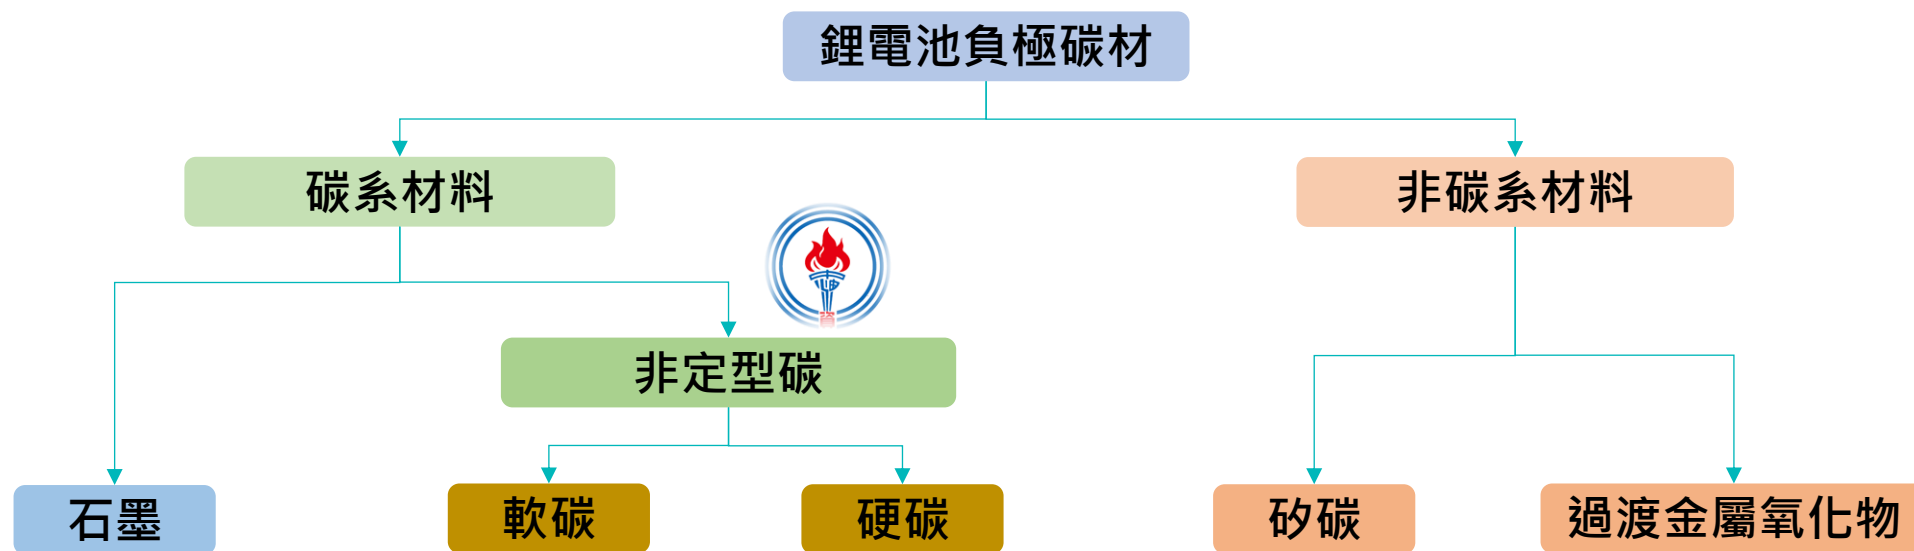 鋰電池負極碳材
碳系材料
非碳系材料
非定型碳
石墨
軟碳
硬碳
矽碳
過渡金屬氧化物